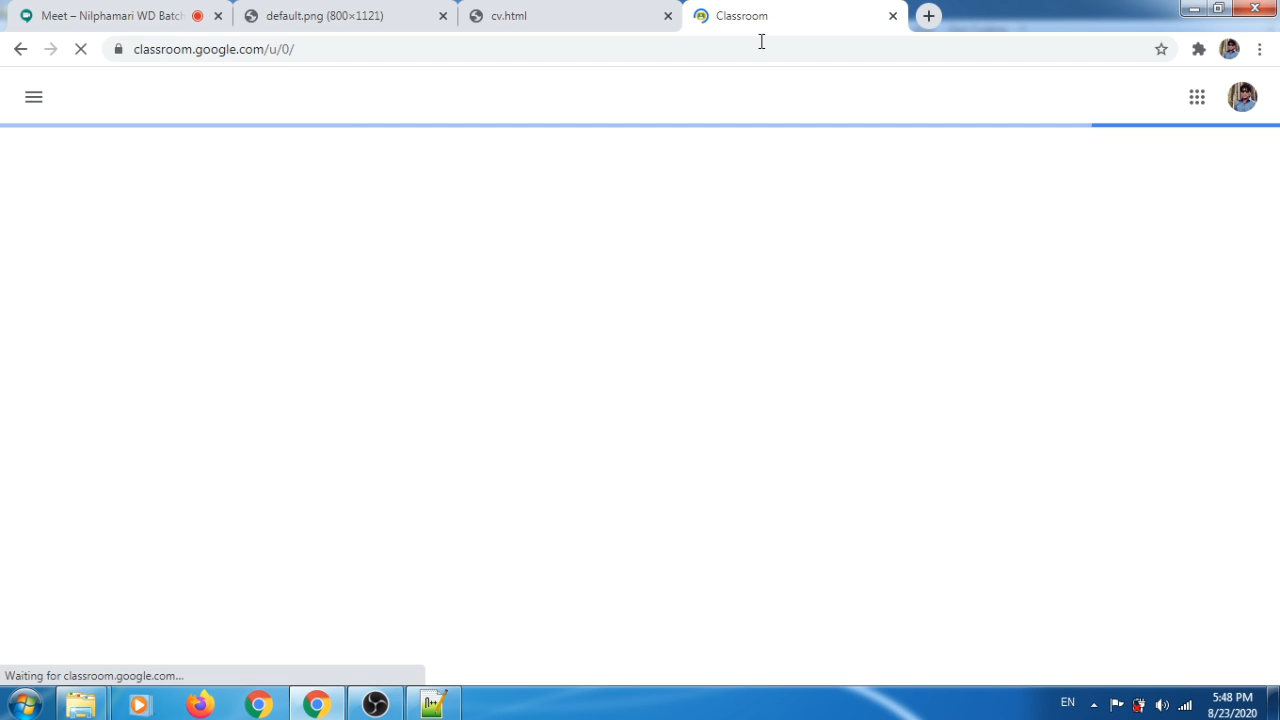 Meet – Nilphamari WD Batch
default.png (800×1121)
cv.html
Classroom
classroom.google.com/u/0/
Waiting for classroom.google.com...
EN
5:48 PM
8/23/2020